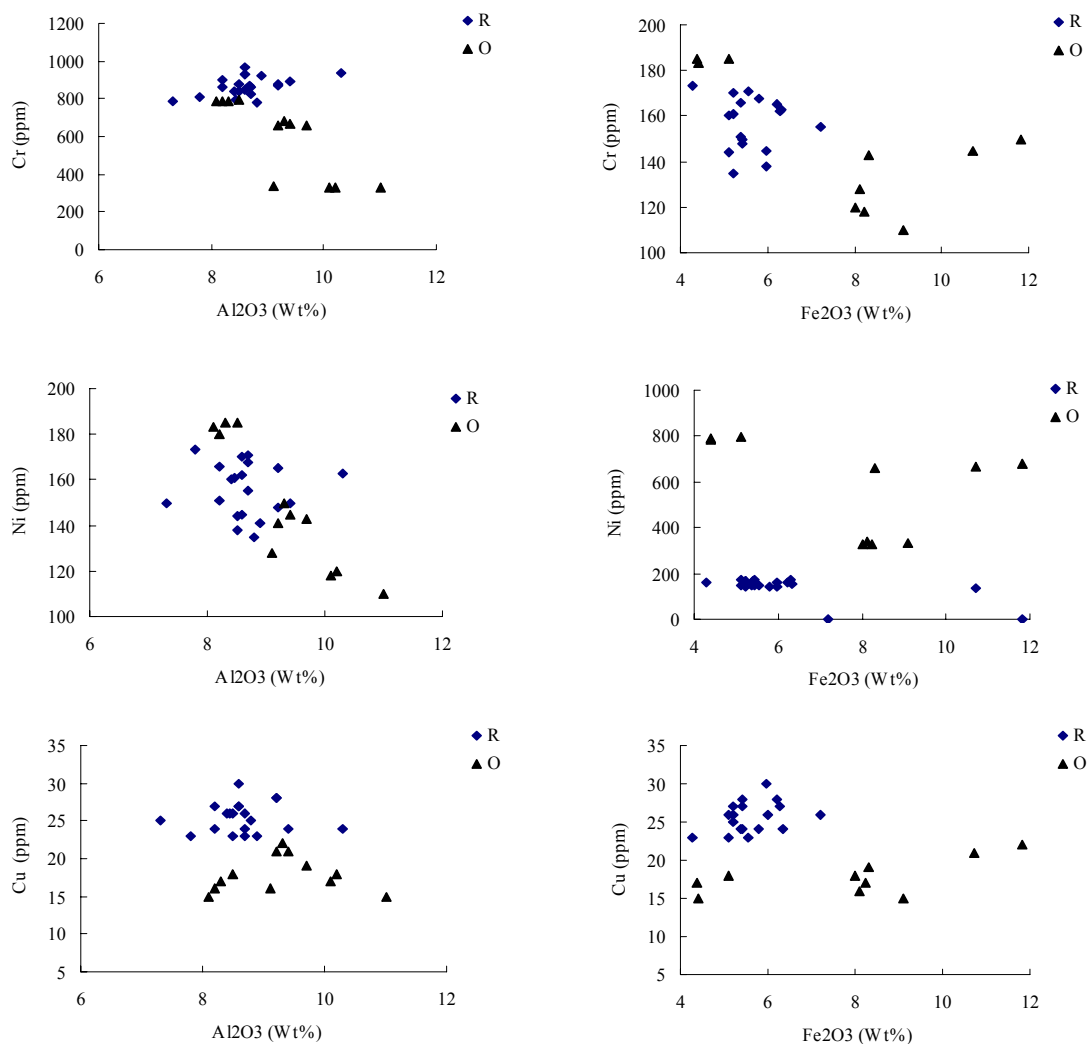 1200
1000
800
600
400
200
0
6 8 10 12
Cr (ppm)
Al2O3 (Wt%)
R
O
200
180
160
140
120
100
4 6 8 10 12
Cr (ppm)
Fe2O3 (Wt%)
R
O
200
180
160
140
120
100
6 8 10 12
Ni (ppm)
Al2O3 (Wt%)
R
O
1000
800
600
400
200
0
4 6 8 10 12
Ni (ppm)
Fe2O3 (Wt%)
R
O
35
30
25
20
15
10
5
6 8 10 12
Cu (ppm)
Al2O3 (Wt%)
R
O
35
30
25
20
15
10
5
4 6 8 10 12
Cu (ppm)
Fe2O3 (Wt%)
R
O